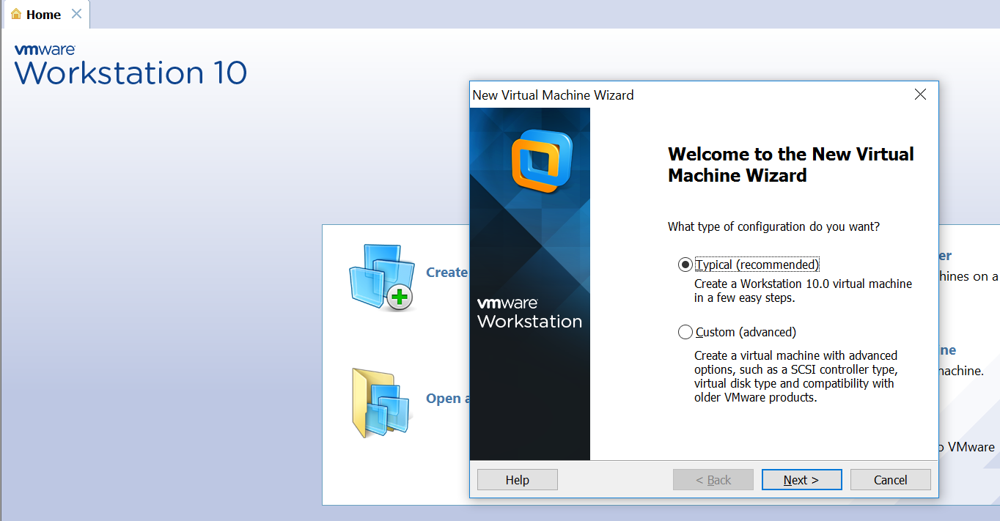 Home
vmware
Workstation 10
New Virtual Machine Wizard
Welcome to the New Virtual
Machine Wizard
What type of configuration do you want?
Typical (recommended)
Create a Workstation 10.0 virtual machine
in a few easy steps.
Custom (advanced)
Create a virtual machine with advanced
options, such as a SCSI controller type,
virtual disk type and compatibility with
older VMware products.
vmware
Workstation
Help
< Back
Next >
Cancel
Create
Open a
er
hines on a
ne
machine.
VMware